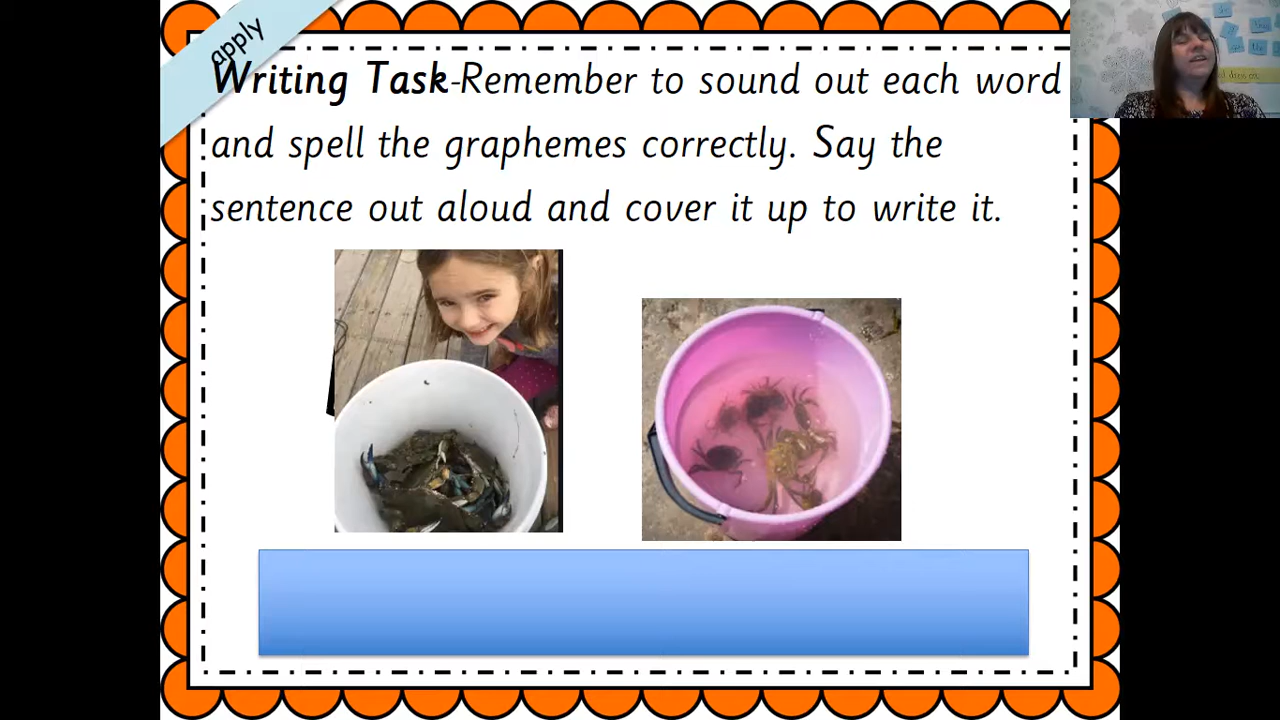 apply
Writing Task-Remember to sound out each word
and spell the graphemes correctly. Say the
sentence out aloud and cover it up to write it.